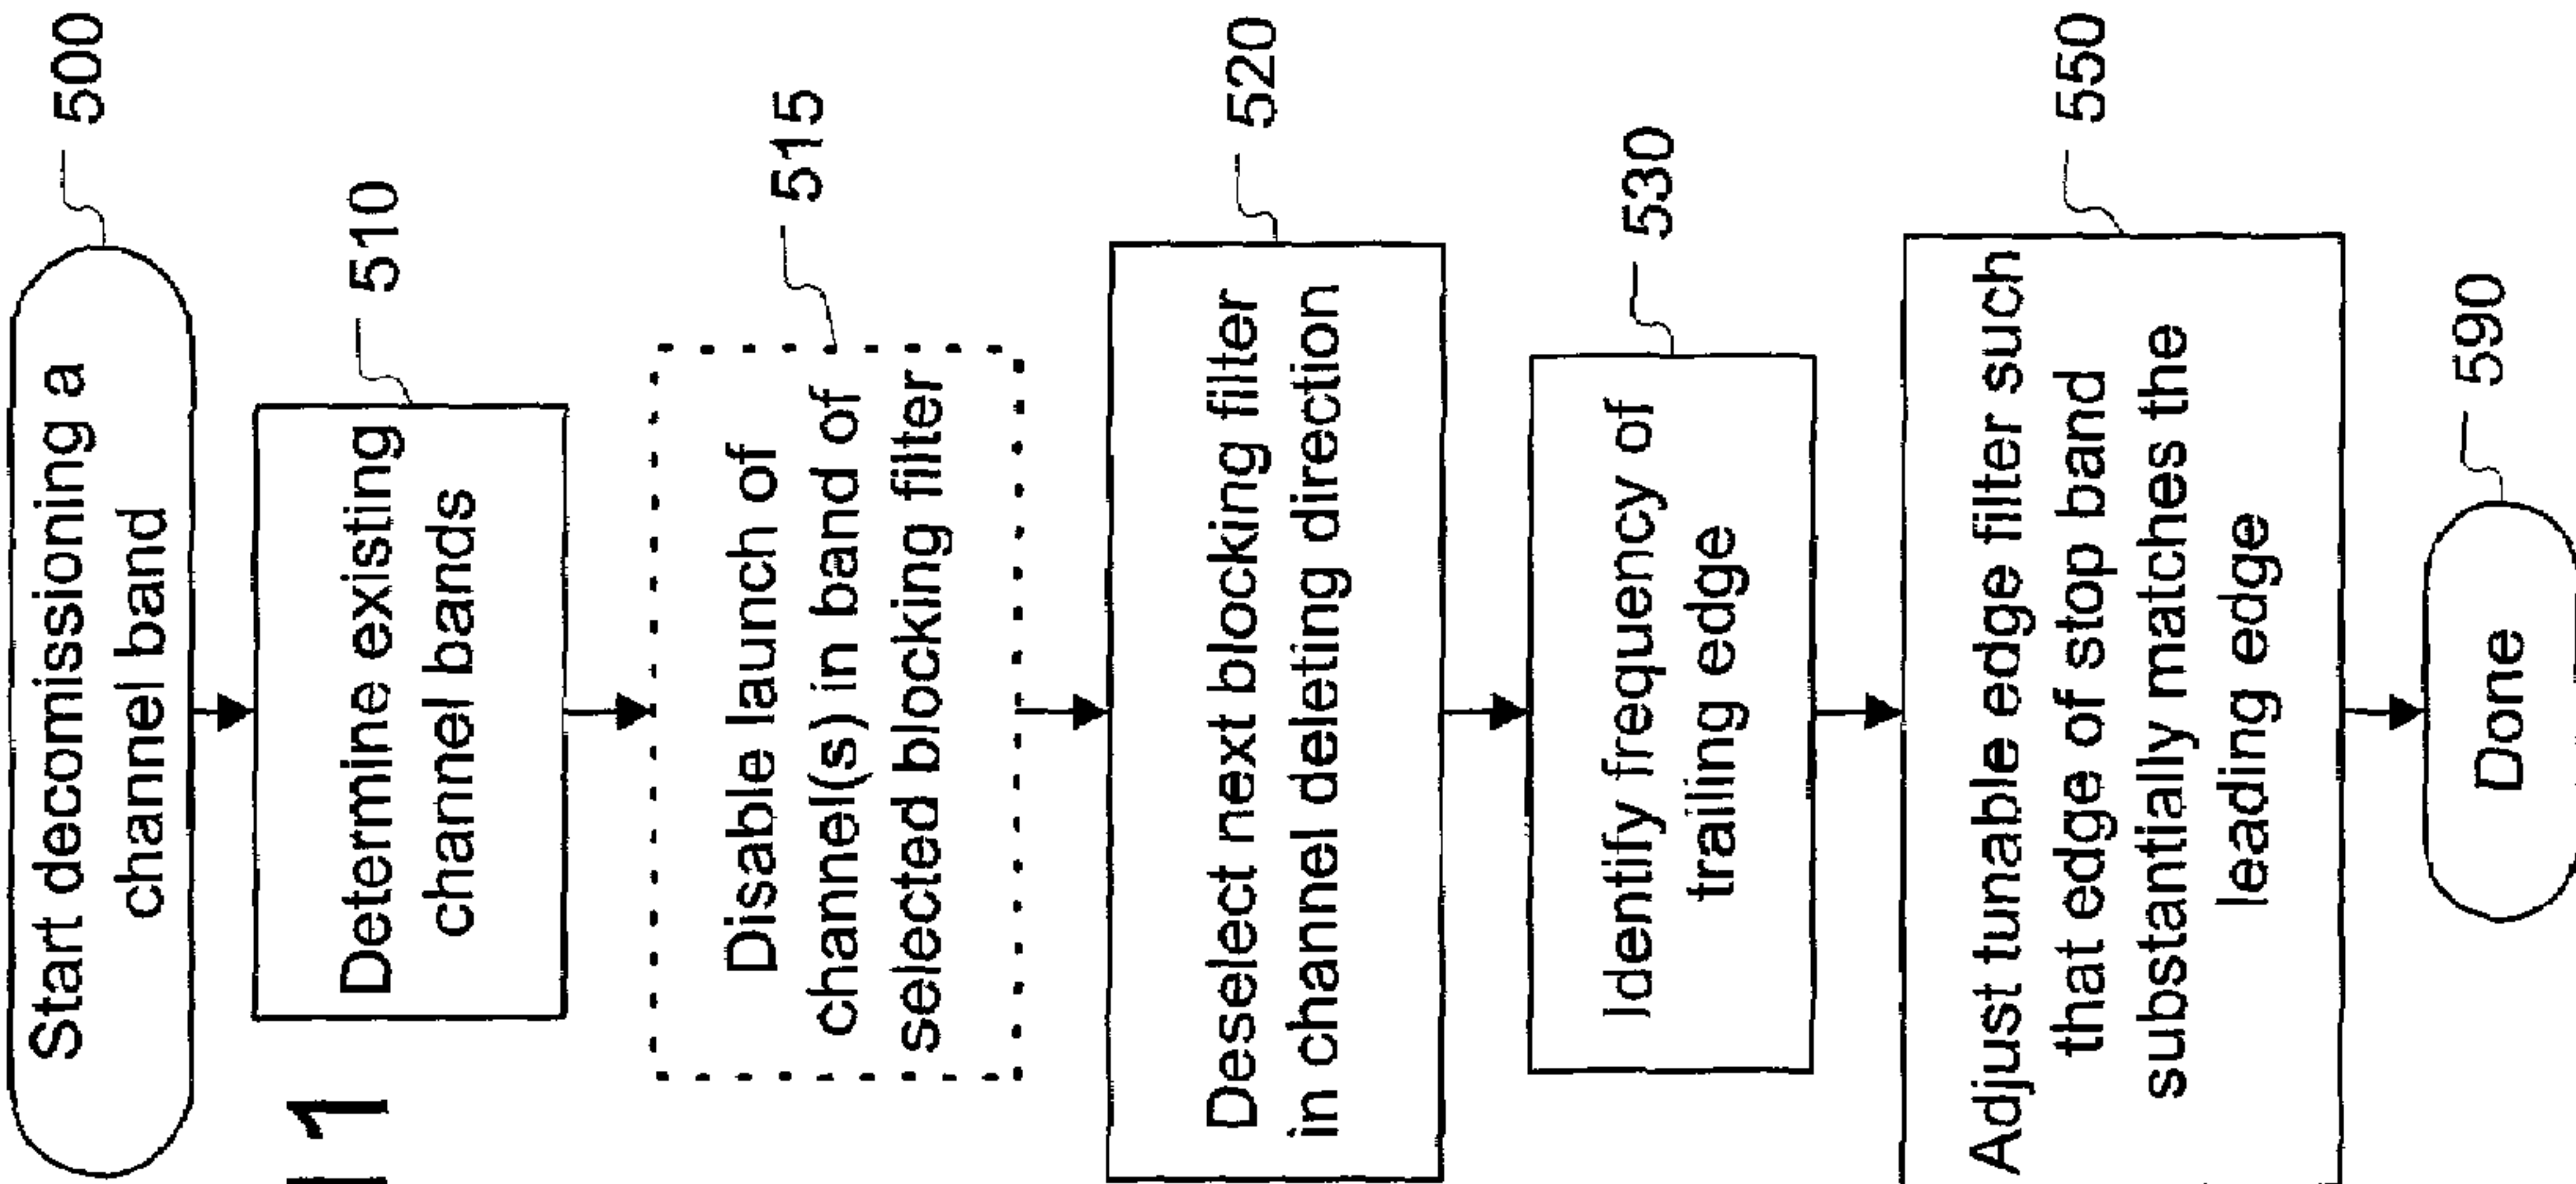 Start decomissioning a
channel band
500
Determine existing
channel bands
510
Disable launch of
channel(s) in band of
selected blocking filter
515
Deselect next blocking filter
in channel deleting direction
520
Identify frequency of
trailing edge
530
Adjust tunable edge filter such
that edge of stop band
substantially matches the
leading edge
550
Done
590